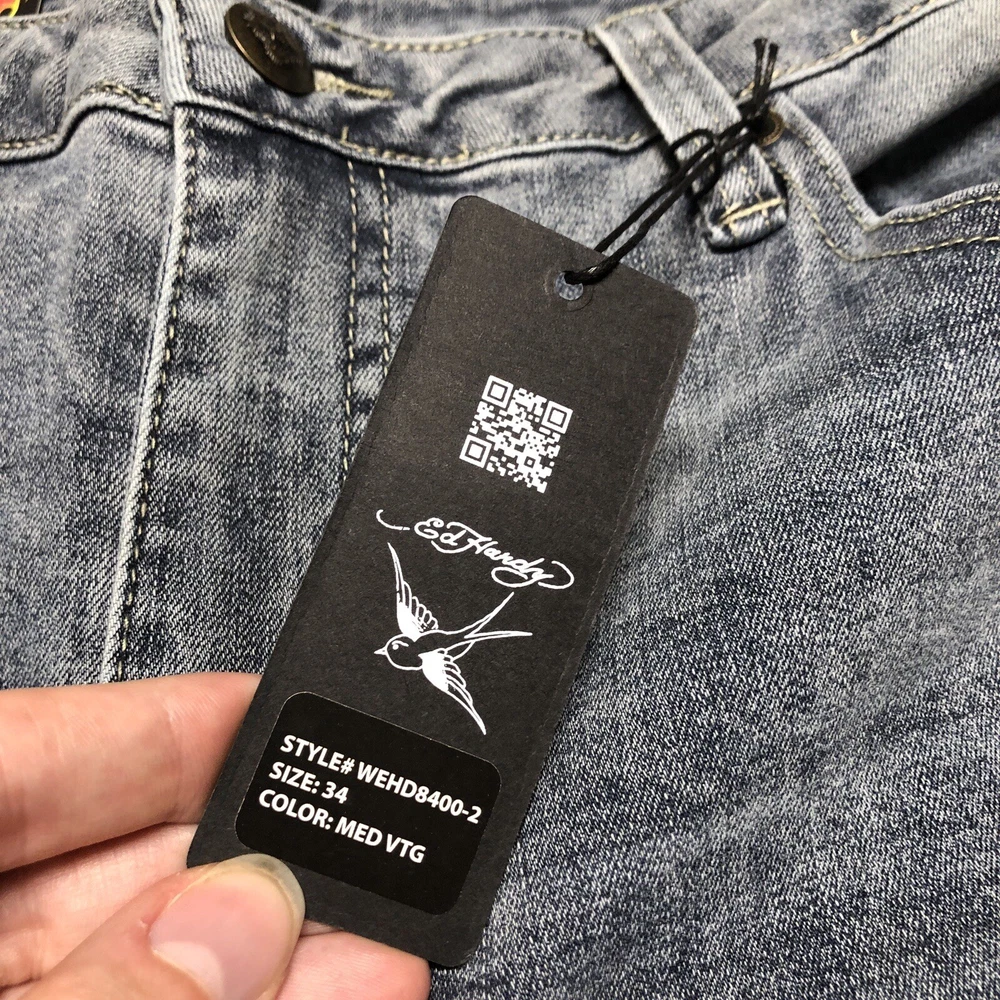 Ed Hardy
STYLE# WEHD8400-2
SIZE: 34
COLOR: MED VTG